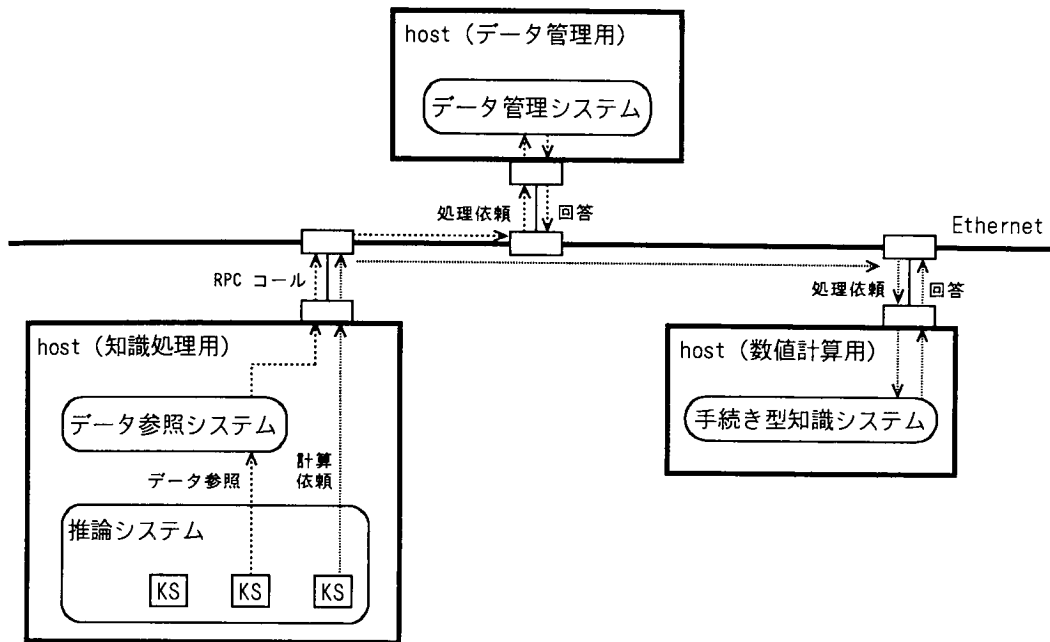 host (データ管理用)
データ管理システム
処理依頼
回答
Ethernet
RPC コール
処理依頼
回答
host (知識処理用)
host (数値計算用)
データ参照システム
手続き型知識システム
計算
依頼
データ参照
推論システム
KS
KS
KS